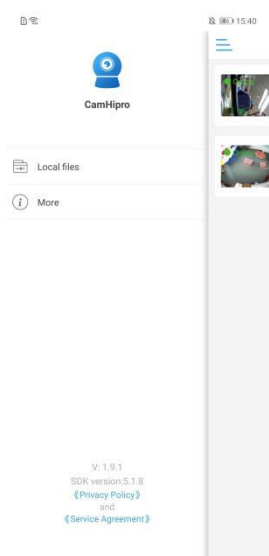 15:40
CamHipro
Local files
More
V: 1.9.1
SDK version:5.1.8
《Privacy Policy》
and
《Service Agreement》